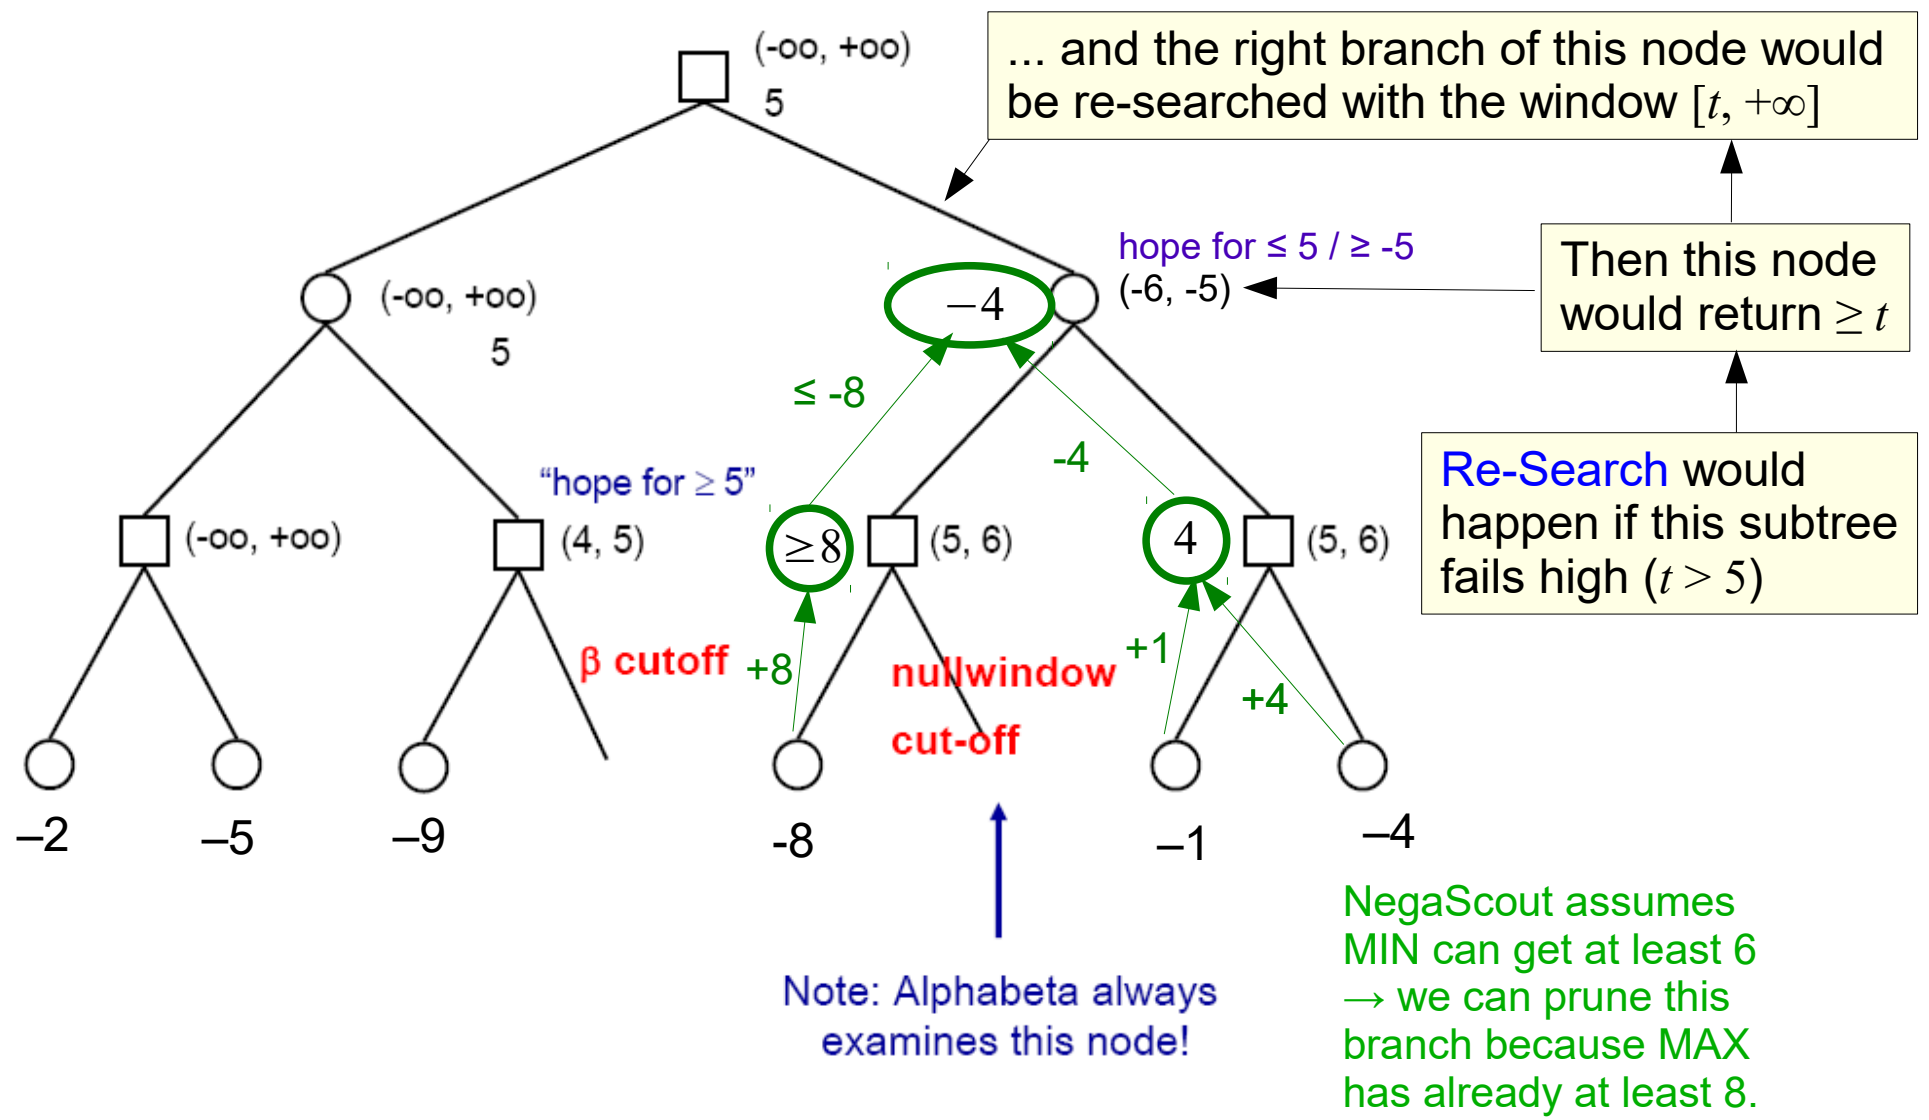 (-oo, +oo)
5
... and the right branch of this node would
be re-searched with the window [t, +∞]
hope for ≤ 5 / ≥ -5
(-6, -5)
Then this node
would return ≥ t
(-oo, +oo)
5
−4
≤ -8
-4
Re-Search would
happen if this subtree
fails high (t > 5)
“hope for ≥ 5”
(-oo, +oo)
(4, 5)
≥8
(5, 6)
4
(5, 6)
β cutoff
+8
nullwindow
cut-off
+1
+4
–2
–5
–9
-8
–1
–4
Note: Alphabeta always
examines this node!
NegaScout assumes
MIN can get at least 6
→ we can prune this
branch because MAX
has already at least 8.